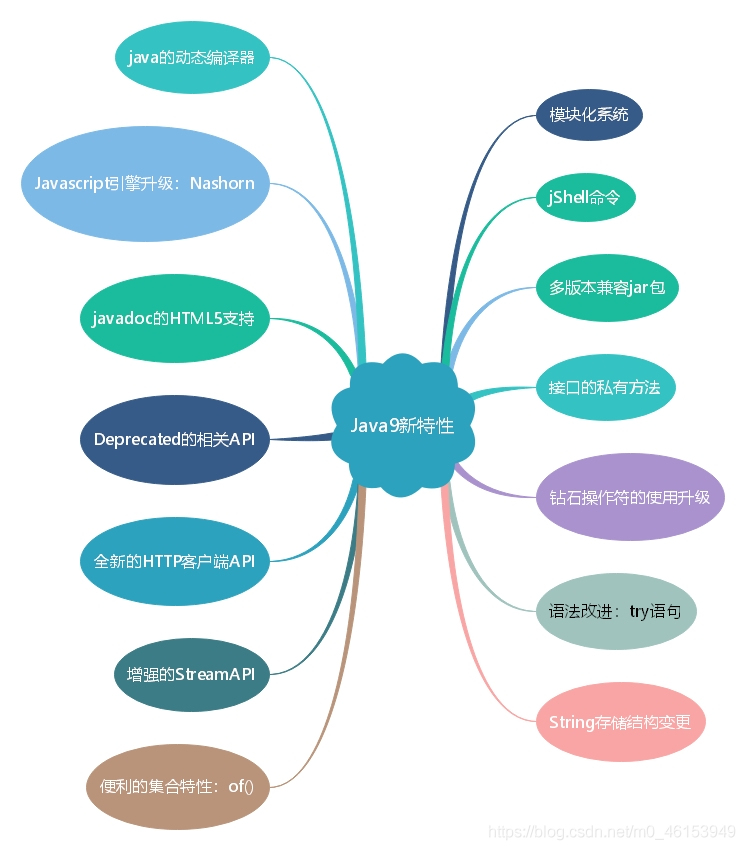 java的动态编译器
Javascript引擎升级：Nashorn
javadoc的HTML5支持
Deprecated的相关API
全新的HTTP客户端API
增强的StreamAPI
便利的集合特性：of()
Java9新特性
模块化系统
jShell命令
多版本兼容jar包
接口的私有方法
钻石操作符的使用升级
语法改进：try语句
String存储结构变更
https://blog.csdn.net/m0_46153949